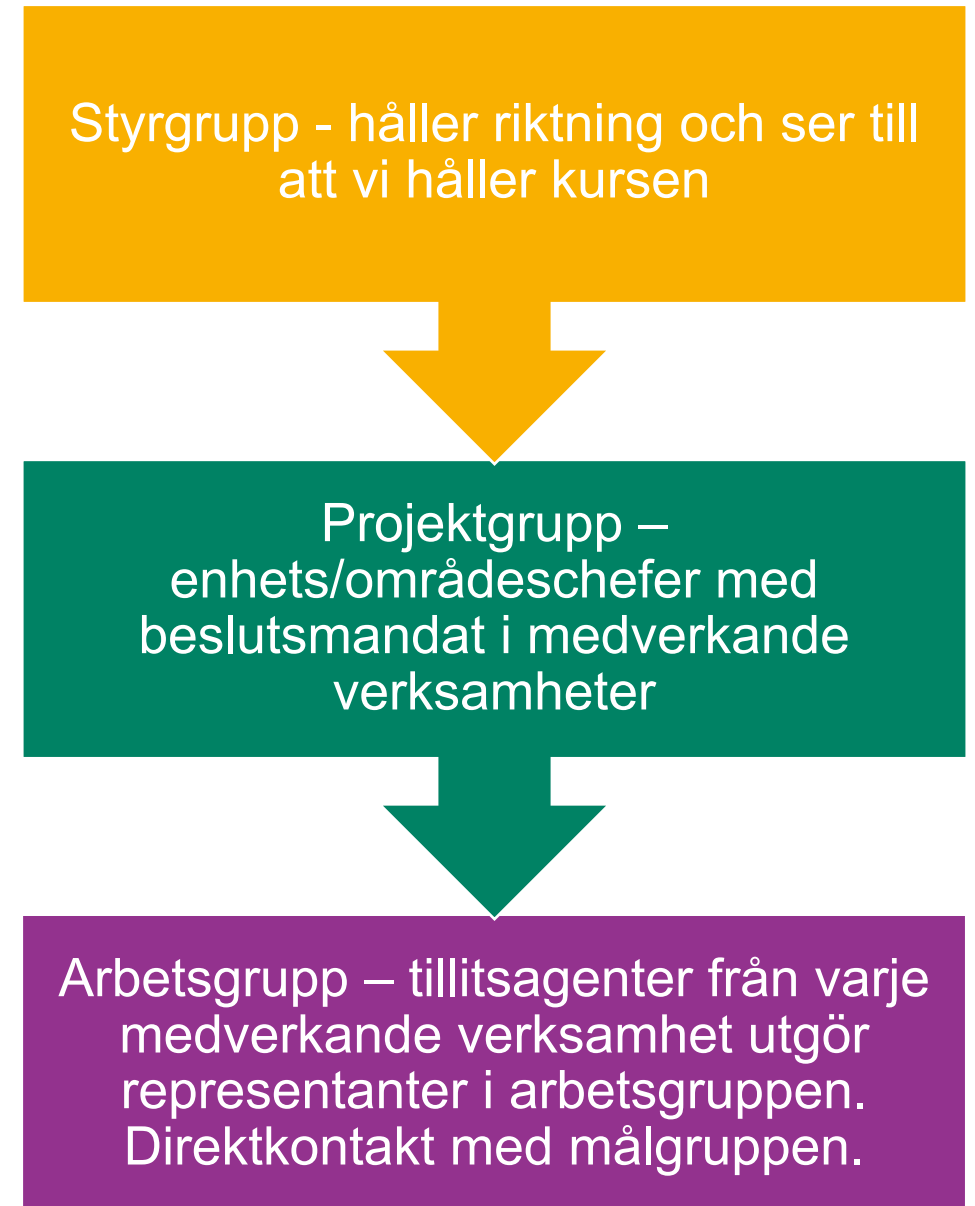 Styrgrupp - håller riktning och ser till
att vi håller kursen
Projektgrupp –
enhets/områdeschefer med
beslutsmandat i medverkande
verksamheter
Arbetsgrupp – tillitsagenter från varje
medverkande verksamhet utgör
representanter i arbetsgruppen.
Direktkontakt med målgruppen.